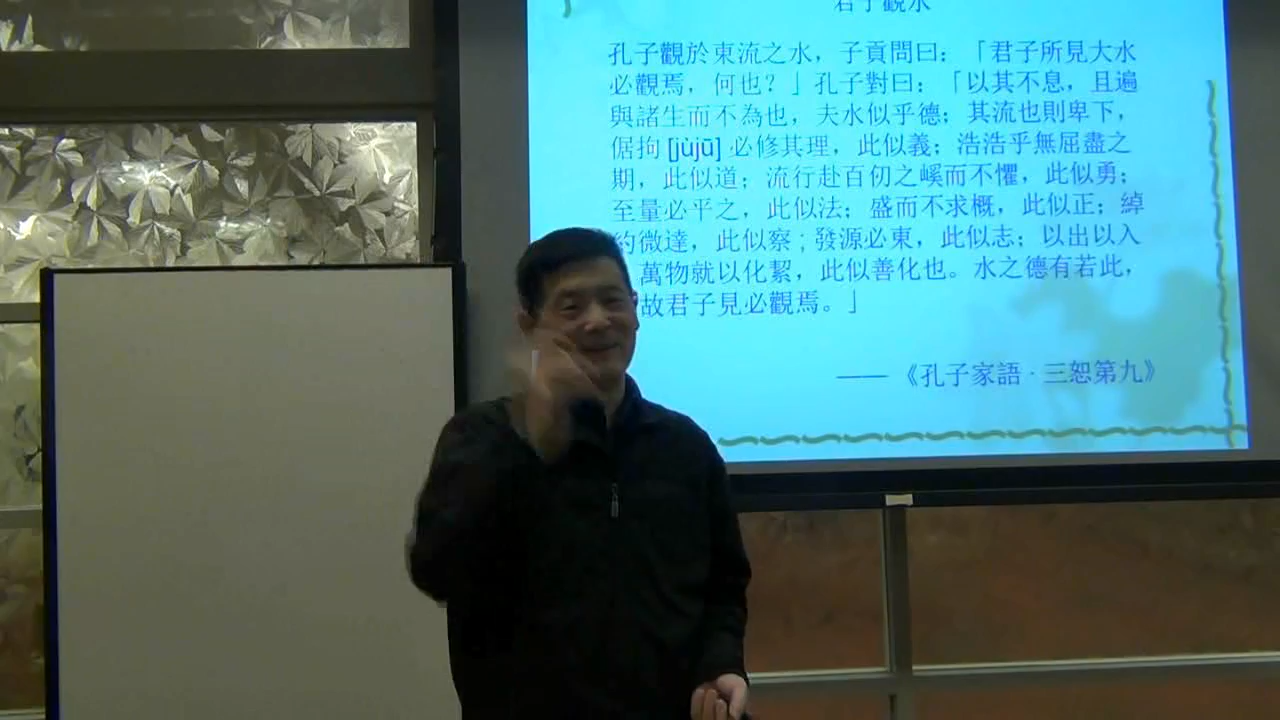 君子觀水
孔子觀於東流之水，子貢問曰：「君子所見大水
必觀焉，何也？」孔子對曰：「以其不息，且遍
與諸生而不為也，夫水似乎德；其流也則卑下，
倨拘 [jùjū] 必修其理，此似義；浩浩乎無屈盡之
期，此似道；流行赴百仞之嵠而不懼，此似勇；
至量必平之，此似法；盛而不求概，此似正；綽
約微達，此似察；發源必東，此似志；以出以入
萬物就以化絜，此似善化也。水之德有若此，
故君子見必觀焉。」
——《孔子家語 · 三恕第九》